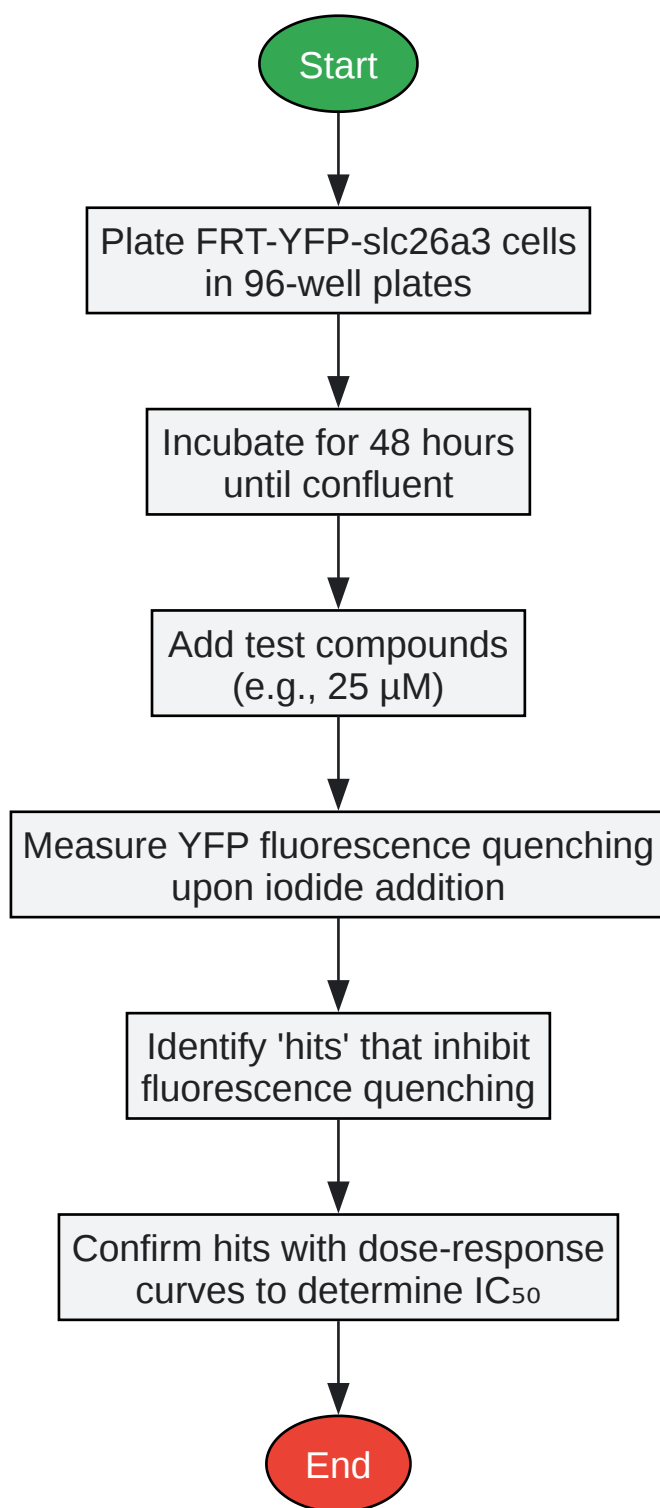 Start
Plate FRT-YFP-slc26a3 cells
in 96-well plates
Incubate for 48 hours
until confluent
Add test compounds
(e.g., 25 µM)
Measure YFP fluorescence quenching
upon iodide addition
Identify 'hits' that inhibit
fluorescence quenching
Confirm hits with dose-response
curves to determine IC₅₀
End